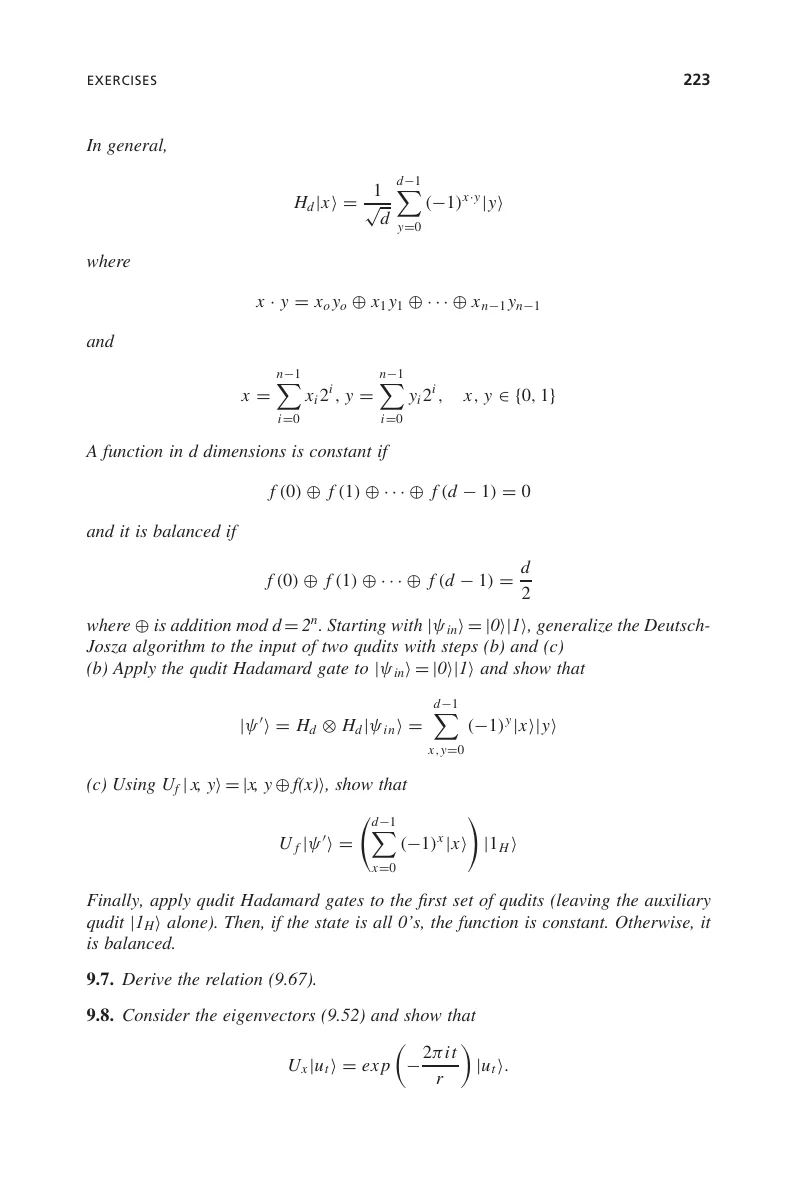 EXERCISES 223
In general,
H_d|x⟩ = 1/√d ∑_{y=0}^{d−1} (−1)^{x·y}|y⟩
where
x · y = x_o y_o ⊕ x_1 y_1 ⊕ ··· ⊕ x_{n−1} y_{n−1}
and
x = ∑_{i=0}^{n−1} x_i 2^i, y = ∑_{i=0}^{n−1} y_i 2^i, x, y ∈ {0, 1}
A function in d dimensions is constant if
f(0) ⊕ f(1) ⊕ ··· ⊕ f(d − 1) = 0
and it is balanced if
f(0) ⊕ f(1) ⊕ ··· ⊕ f(d − 1) = d/2
where ⊕ is addition mod d = 2^n. Starting with |ψ_in⟩ = |0⟩|1⟩, generalize the Deutsch-
Josza algorithm to the input of two qudits with steps (b) and (c)
(b) Apply the qudit Hadamard gate to |ψ_in⟩ = |0⟩|1⟩ and show that
|ψ′⟩ = H_d ⊗ H_d|ψ_in⟩ = ∑_{x,y=0}^{d−1} (−1)^y|x⟩|y⟩
(c) Using U_f | x, y⟩ = |x, y ⊕ f(x)⟩, show that
U_f|ψ′⟩ = (∑_{x=0}^{d−1} (−1)^x|x⟩) |1_H⟩
Finally, apply qudit Hadamard gates to the first set of qudits (leaving the auxiliary
qudit |1_H⟩ alone). Then, if the state is all 0's, the function is constant. Otherwise, it
is balanced.
9.7. Derive the relation (9.67).
9.8. Consider the eigenvectors (9.52) and show that
U_x|u_t⟩ = exp (−2πit/r) |u_t⟩.